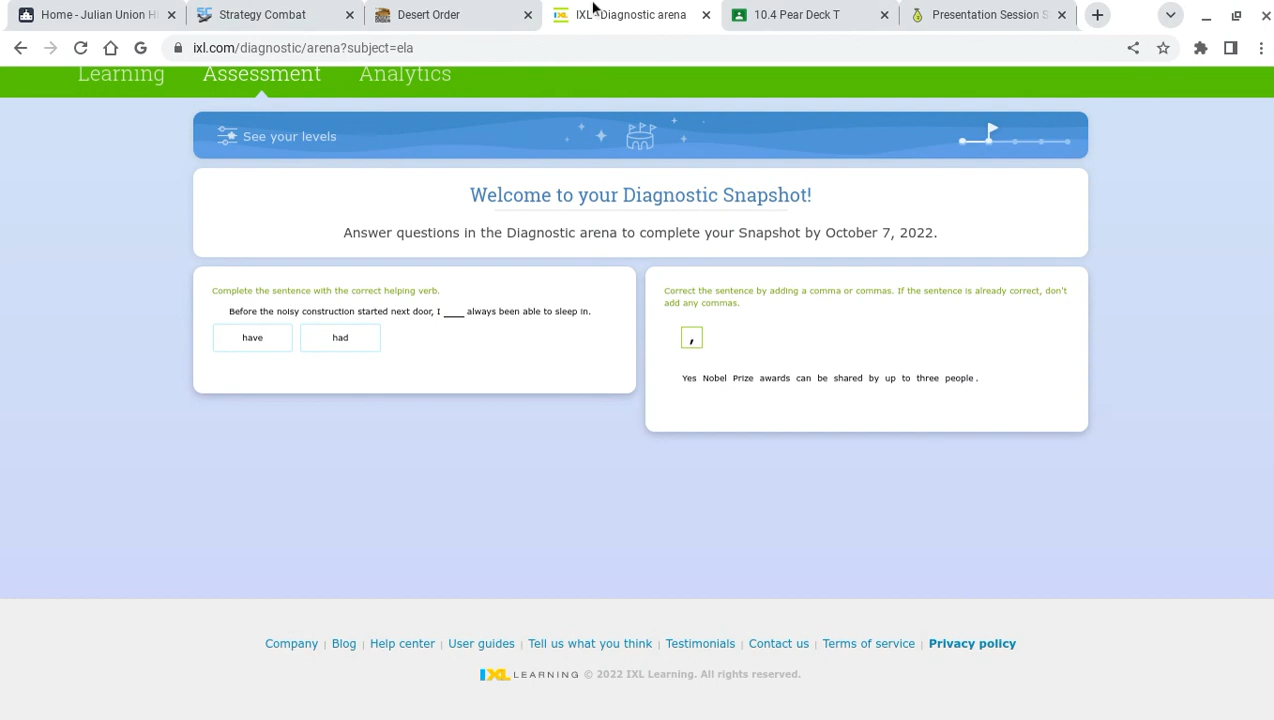 Home - Julian Union Hi
Strategy Combat
Desert Order
IXL - Diagnostic arena
10.4 Pear Deck T
Presentation Session S
ixl.com/diagnostic/arena?subject=ela
Learning Assessment Analytics
See your levels
Welcome to your Diagnostic Snapshot!
Answer questions in the Diagnostic arena to complete your Snapshot by October 7, 2022.
Complete the sentence with the correct helping verb.
Before the noisy construction started next door, I ____ always been able to sleep in.
have had
Correct the sentence by adding a comma or commas. If the sentence is already correct, don't
add any commas.
,
Yes Nobel Prize awards can be shared by up to three people.
Company | Blog | Help center | User guides | Tell us what you think | Testimonials | Contact us | Terms of service | Privacy policy
IXL LEARNING © 2022 IXL Learning. All rights reserved.